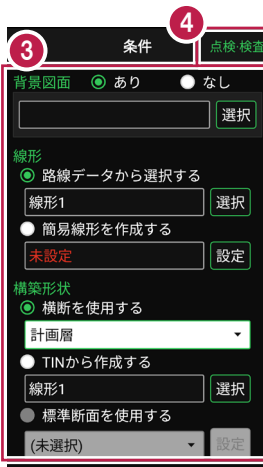 3
4
条件
点検・検査
背景図面 あり なし
選択
線形
路線データから選択する
線形1 選択
簡易線形を作成する
未設定 設定
構築形状
横断を使用する
計画層
TINから作成する
線形1 選択
標準断面を使用する
(未選択) 設定